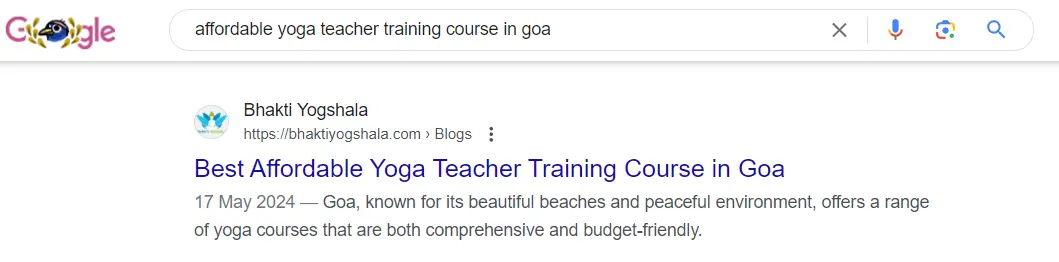 Google
affordable yoga teacher training course in goa
Bhakti Yogshala
https://bhaktiyogshala.com › Blogs
Best Affordable Yoga Teacher Training Course in Goa
17 May 2024 — Goa, known for its beautiful beaches and peaceful environment, offers a range
of yoga courses that are both comprehensive and budget-friendly.